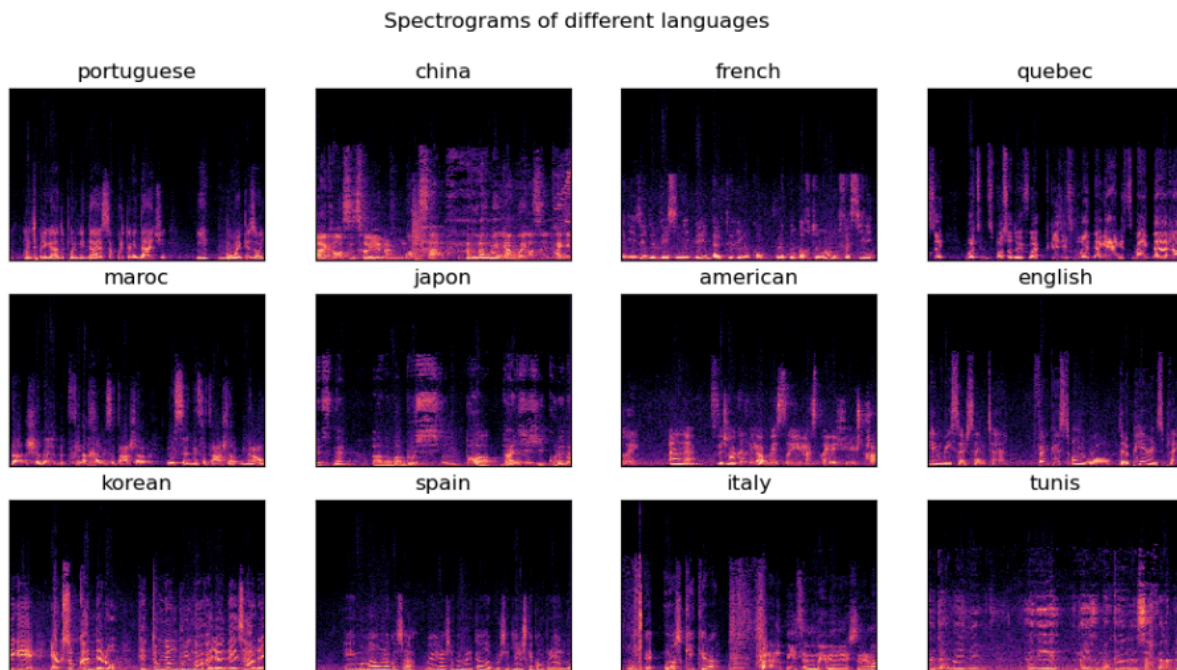 Spectrograms of different languages
portuguese china french quebec
maroc japon american english
korean spain italy tunis